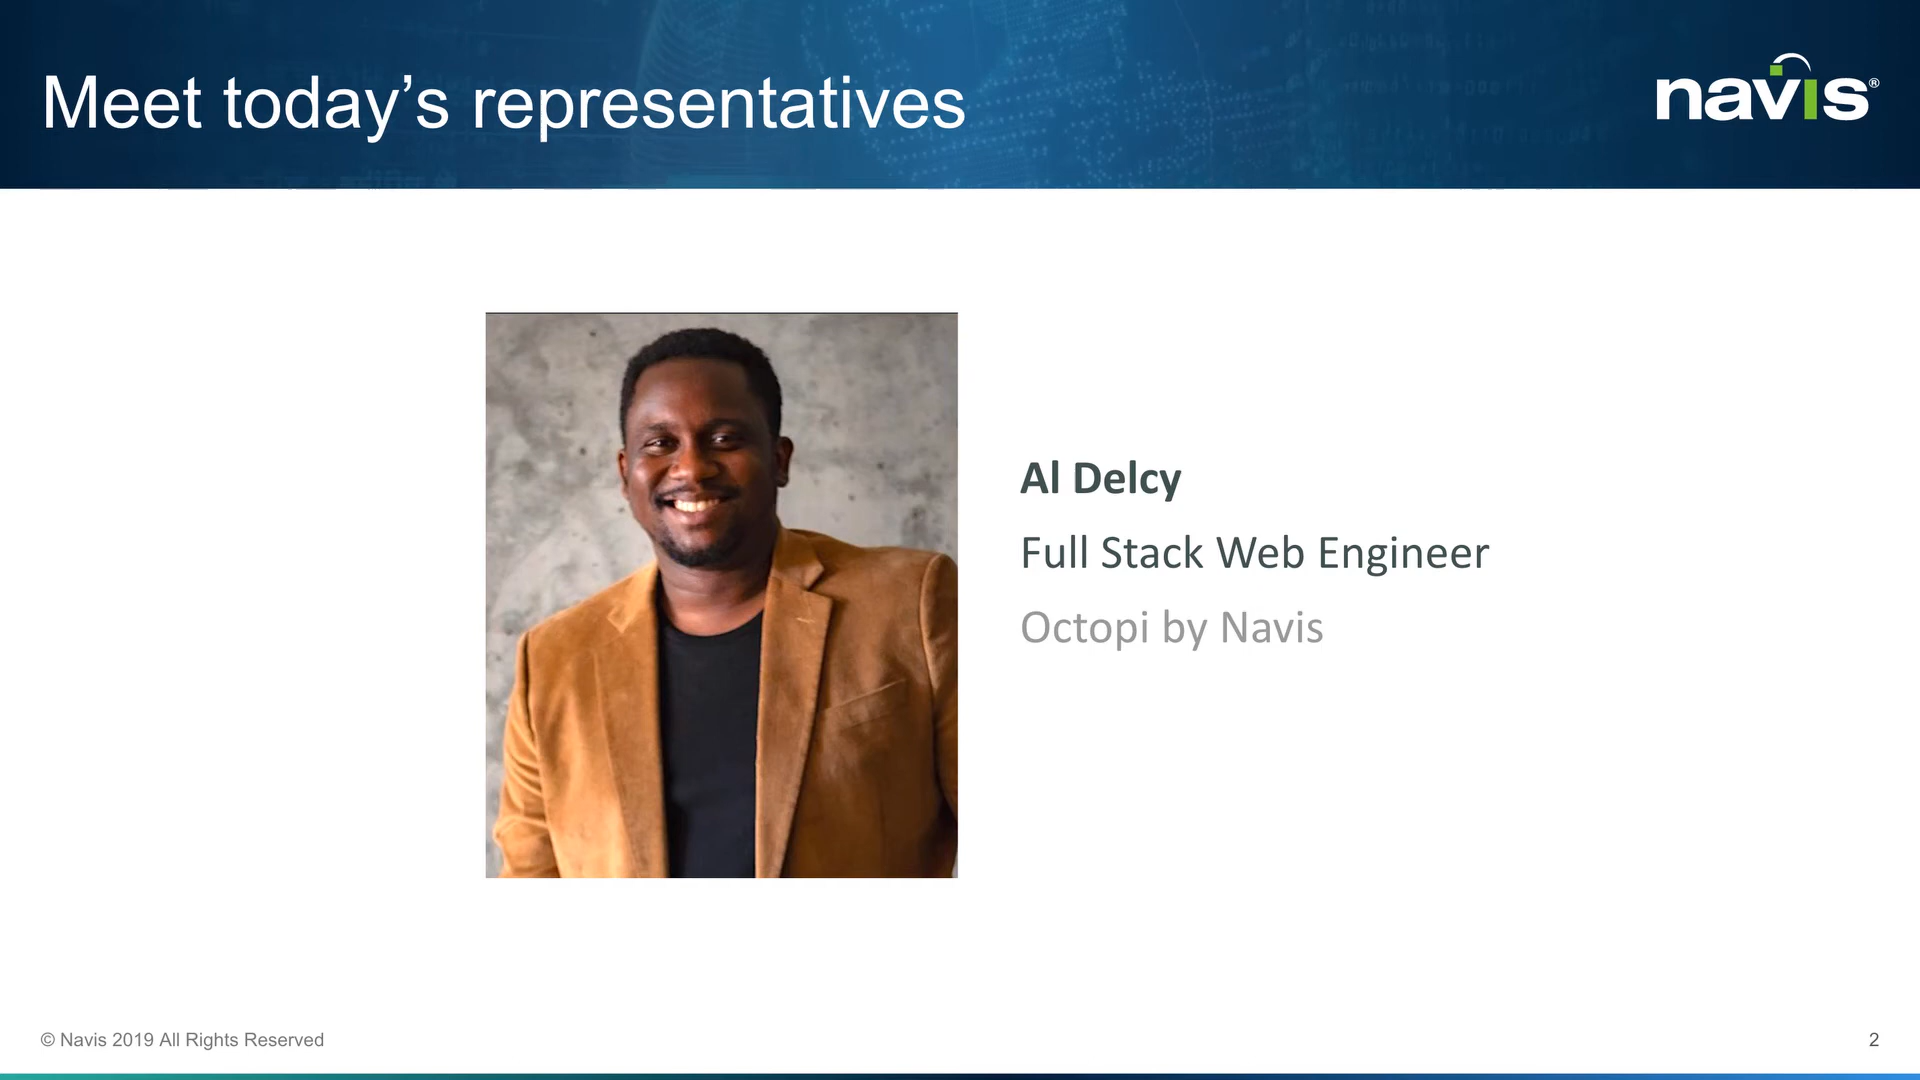 Meet today’s representatives
navis®
Al Delcy
Full Stack Web Engineer
Octopi by Navis
© Navis 2019 All Rights Reserved
2